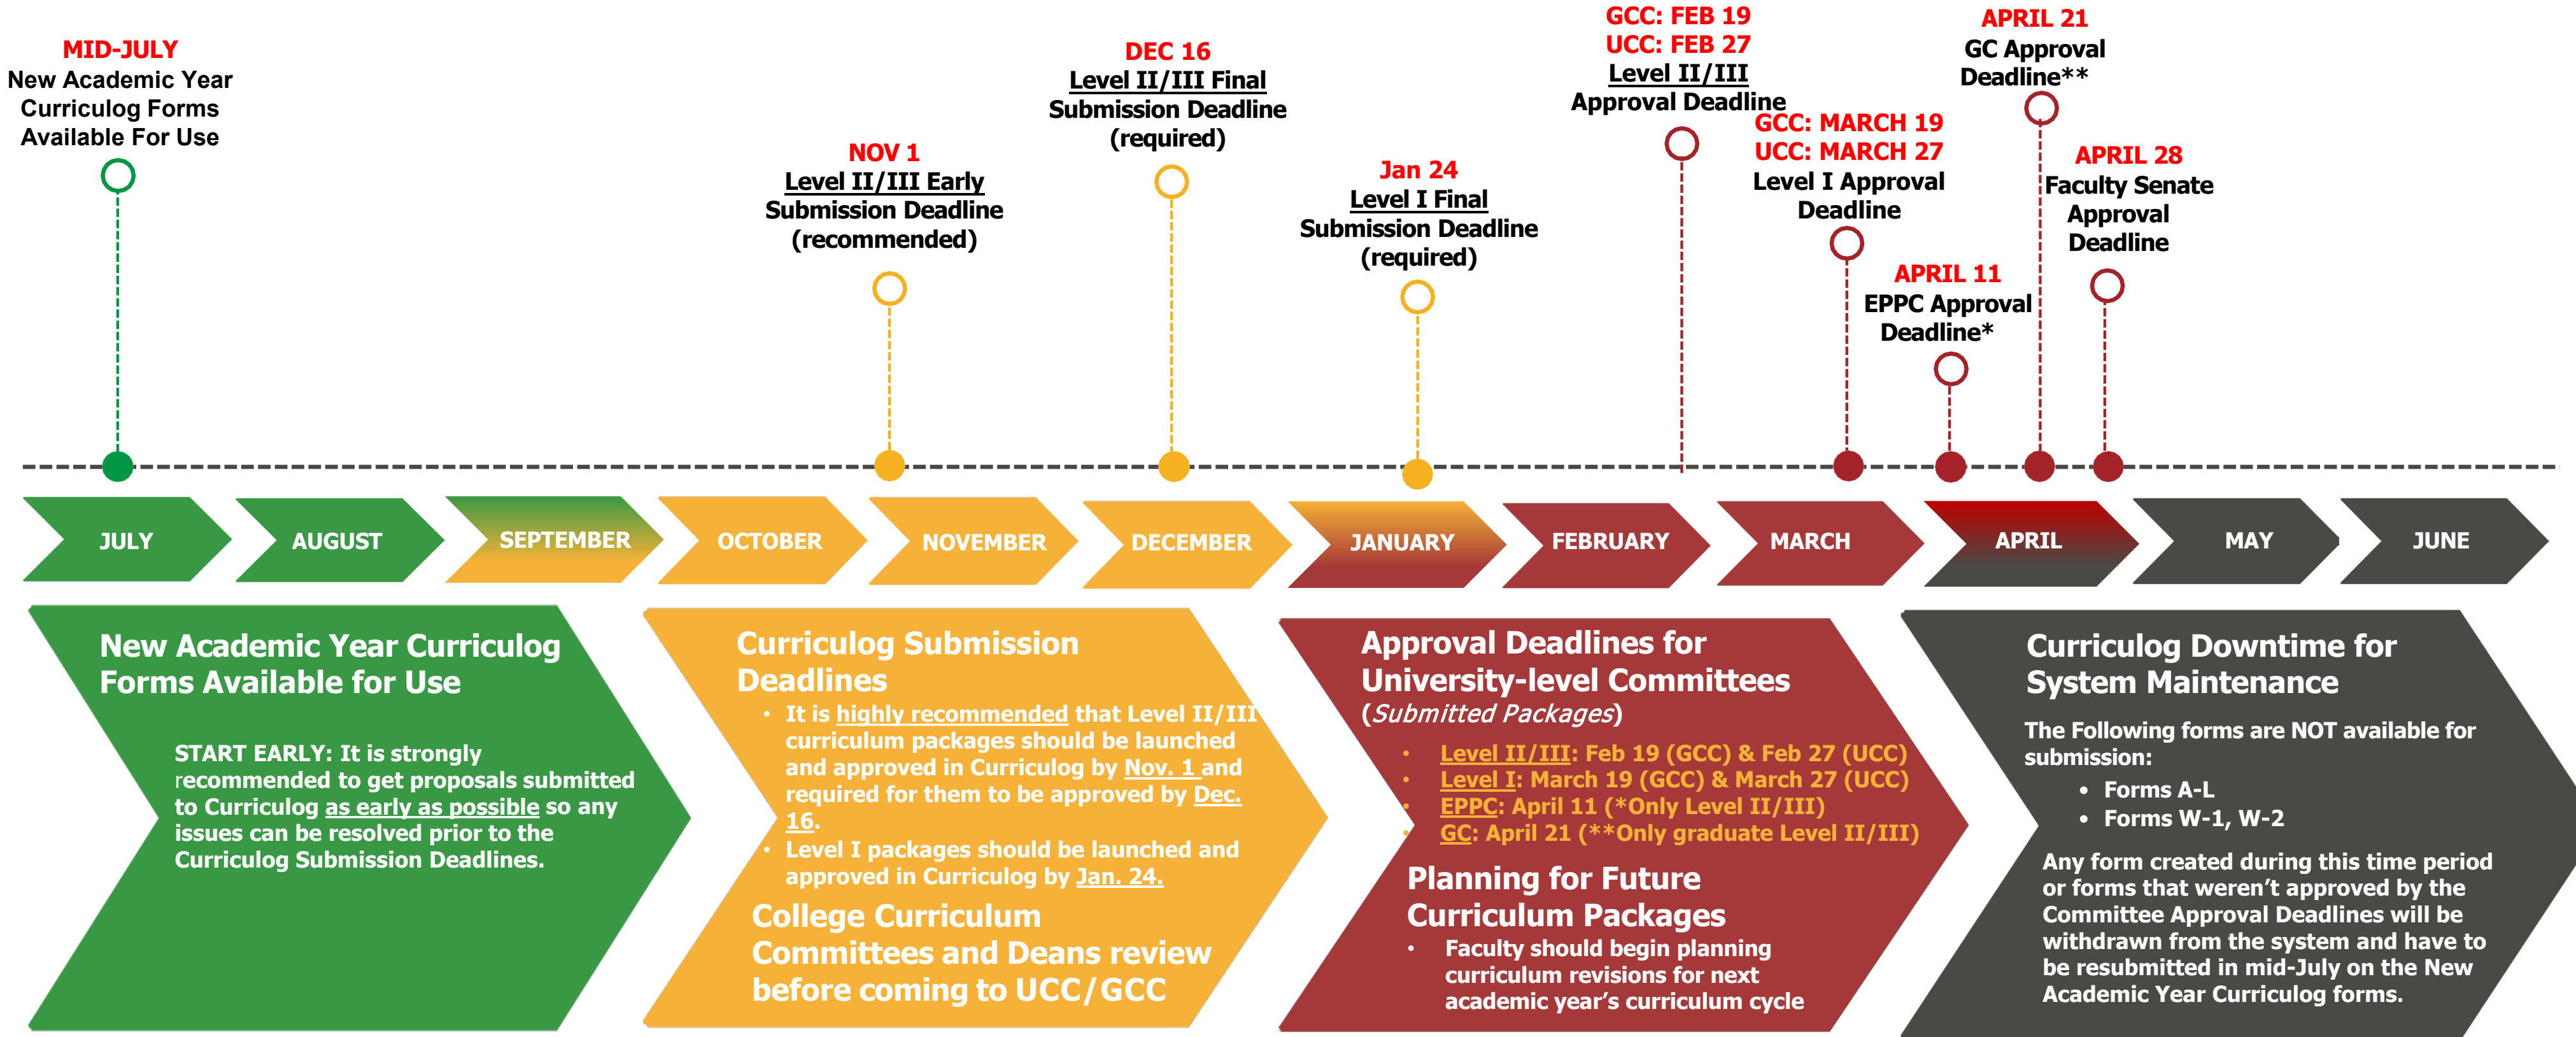 MID-JULY
New Academic Year
Curriculog Forms
Available For Use
NOV 1
Level II/III Early
Submission Deadline
(recommended)
DEC 16
Level II/III Final
Submission Deadline
(required)
Jan 24
Level I Final
Submission Deadline
(required)
GCC: FEB 19
UCC: FEB 27
Level II/III
Approval Deadline
GCC: MARCH 19
UCC: MARCH 27
Level I Approval
Deadline
APRIL 11
EPPC Approval
Deadline*
APRIL 21
GC Approval
Deadline**
APRIL 28
Faculty Senate
Approval
Deadline
JULY
AUGUST
SEPTEMBER
OCTOBER
NOVEMBER
DECEMBER
JANUARY
FEBRUARY
MARCH
APRIL
MAY
JUNE
New Academic Year Curriculog
Forms Available for Use
START EARLY: It is strongly
recommended to get proposals submitted
to Curriculog as early as possible so any
issues can be resolved prior to the
Curriculog Submission Deadlines.
Curriculog Submission
Deadlines
• It is highly recommended that Level II/III
curriculum packages should be launched
and approved in Curriculog by Nov. 1 and
required for them to be approved by Dec.
16.
• Level I packages should be launched and
approved in Curriculog by Jan. 24.
College Curriculum
Committees and Deans review
before coming to UCC/GCC
Approval Deadlines for
University-level Committees
(Submitted Packages)
• Level II/III: Feb 19 (GCC) & Feb 27 (UCC)
• Level I: March 19 (GCC) & March 27 (UCC)
• EPPC: April 11 (*Only Level II/III)
• GC: April 21 (**Only graduate Level II/III)
Planning for Future
Curriculum Packages
• Faculty should begin planning
curriculum revisions for next
academic year's curriculum cycle
Curriculog Downtime for
System Maintenance
The Following forms are NOT available for
submission:
• Forms A-L
• Forms W-1, W-2
Any form created during this time period
or forms that weren't approved by the
Committee Approval Deadlines will be
withdrawn from the system and have to
be resubmitted in mid-July on the New
Academic Year Curriculog forms.